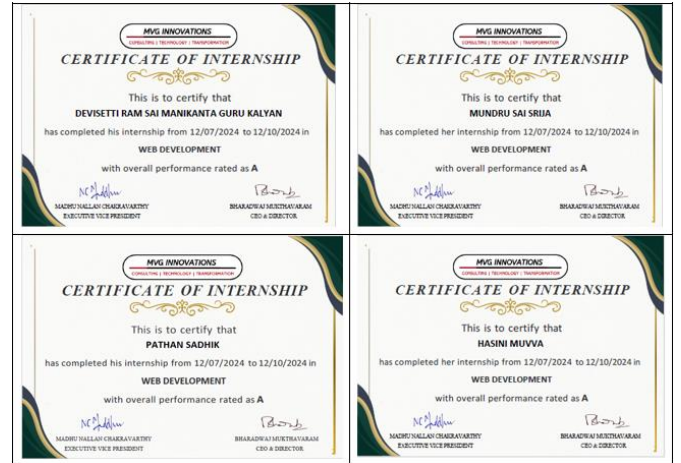 MVG INNOVATIONS
CONSULTING | TECHNOLOGY | TRANSFORMATION
CERTIFICATE OF INTERNSHIP
This is to certify that
DEVISETTI RAM SAI MANIKANTA GURU KALYAN
has completed his internship from 12/07/2024 to 12/10/2024 in
WEB DEVELOPMENT
with overall performance rated as A
MADHU NALLAN CHAKRAVARTHY
EXECUTIVE VICE PRESIDENT
BHARADWAJ MUKTHAVARAM
CEO & DIRECTOR
MVG INNOVATIONS
CONSULTING | TECHNOLOGY | TRANSFORMATION
CERTIFICATE OF INTERNSHIP
This is to certify that
MUNDRU SAI SRIJA
has completed her internship from 12/07/2024 to 12/10/2024 in
WEB DEVELOPMENT
with overall performance rated as A
MADHU NALLAN CHAKRAVARTHY
EXECUTIVE VICE PRESIDENT
BHARADWAJ MUKTHAVARAM
CEO & DIRECTOR
MVG INNOVATIONS
CONSULTING | TECHNOLOGY | TRANSFORMATION
CERTIFICATE OF INTERNSHIP
This is to certify that
PATHAN SADHIK
has completed his internship from 12/07/2024 to 12/10/2024 in
WEB DEVELOPMENT
with overall performance rated as A
MADHU NALLAN CHAKRAVARTHY
EXECUTIVE VICE PRESIDENT
BHARADWAJ MUKTHAVARAM
CEO & DIRECTOR
MVG INNOVATIONS
CONSULTING | TECHNOLOGY | TRANSFORMATION
CERTIFICATE OF INTERNSHIP
This is to certify that
HASINI MUVVA
has completed her internship from 12/07/2024 to 12/10/2024 in
WEB DEVELOPMENT
with overall performance rated as A
MADHU NALLAN CHAKRAVARTHY
EXECUTIVE VICE PRESIDENT
BHARADWAJ MUKTHAVARAM
CEO & DIRECTOR